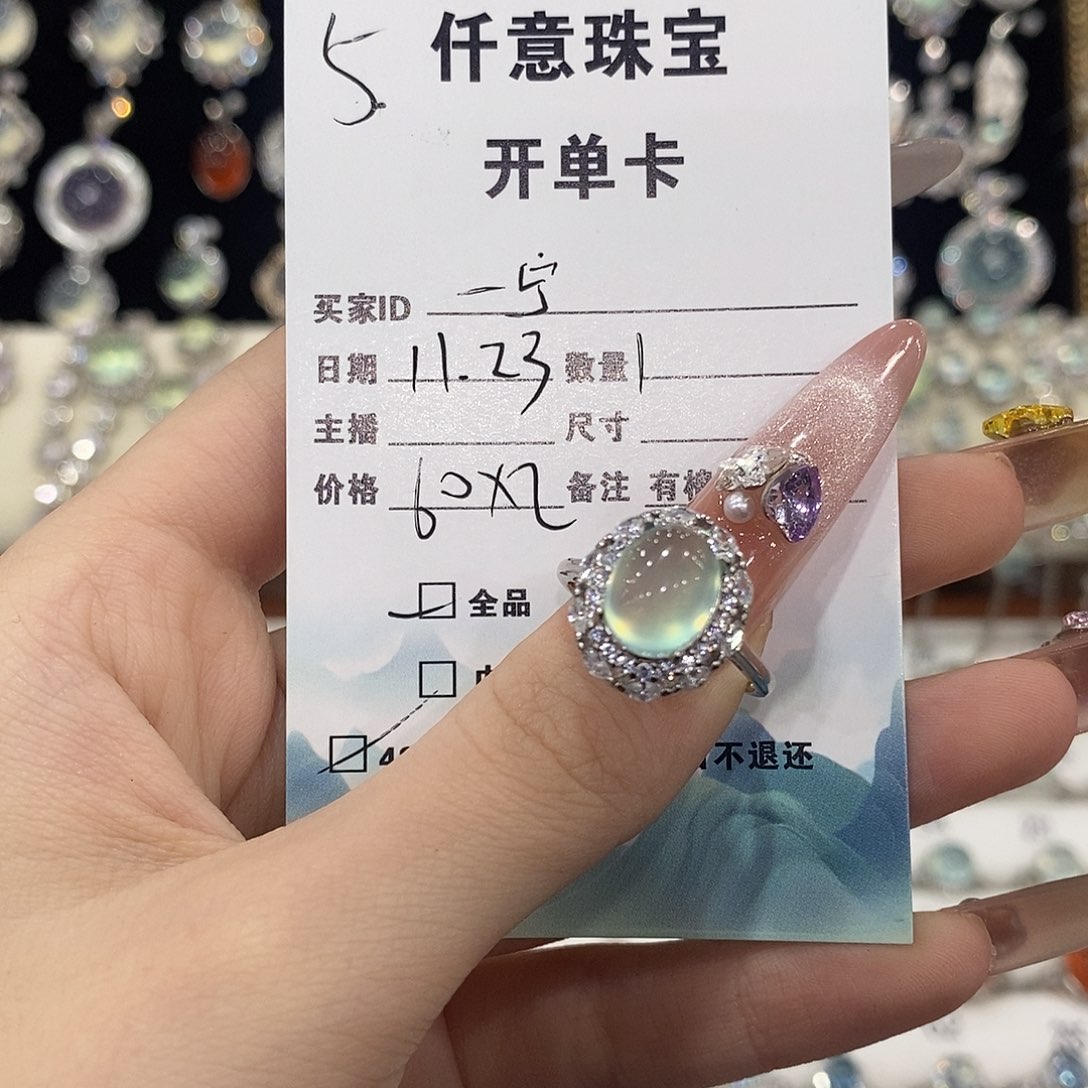 5 仟意珠宝
开单卡
买家ID 一宁
日期 11.23 数量 1
主播 尺寸
价格 60X2 备注 有棉
全品
不退还